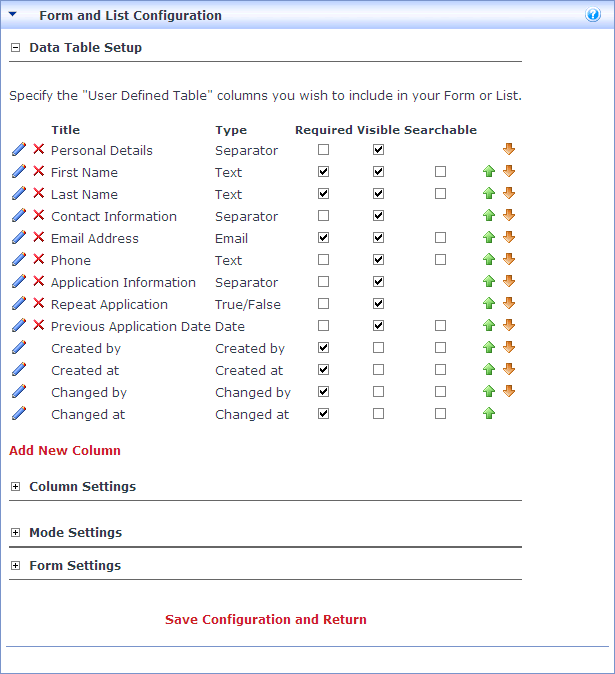 Form and List Configuration
Data Table Setup
Specify the "User Defined Table" columns you wish to include in your Form or List.
Title Type Required Visible Searchable
Personal Details Separator
First Name Text
Last Name Text
Contact Information Separator
Email Address Email
Phone Text
Application Information Separator
Repeat Application True/False
Previous Application Date Date
Created by Created by
Created at Created at
Changed by Changed by
Changed at Changed at
Add New Column
Column Settings
Mode Settings
Form Settings
Save Configuration and Return